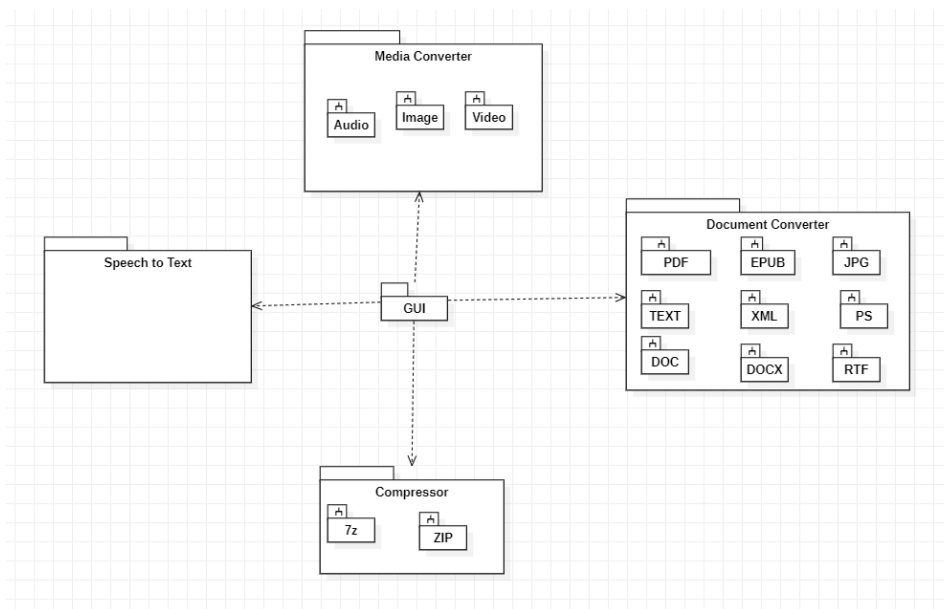 Media Converter
Audio
Image
Video
Document Converter
PDF
EPUB
JPG
TEXT
XML
PS
DOC
DOCX
RTF
Speech to Text
GUI
Compressor
7z
ZIP